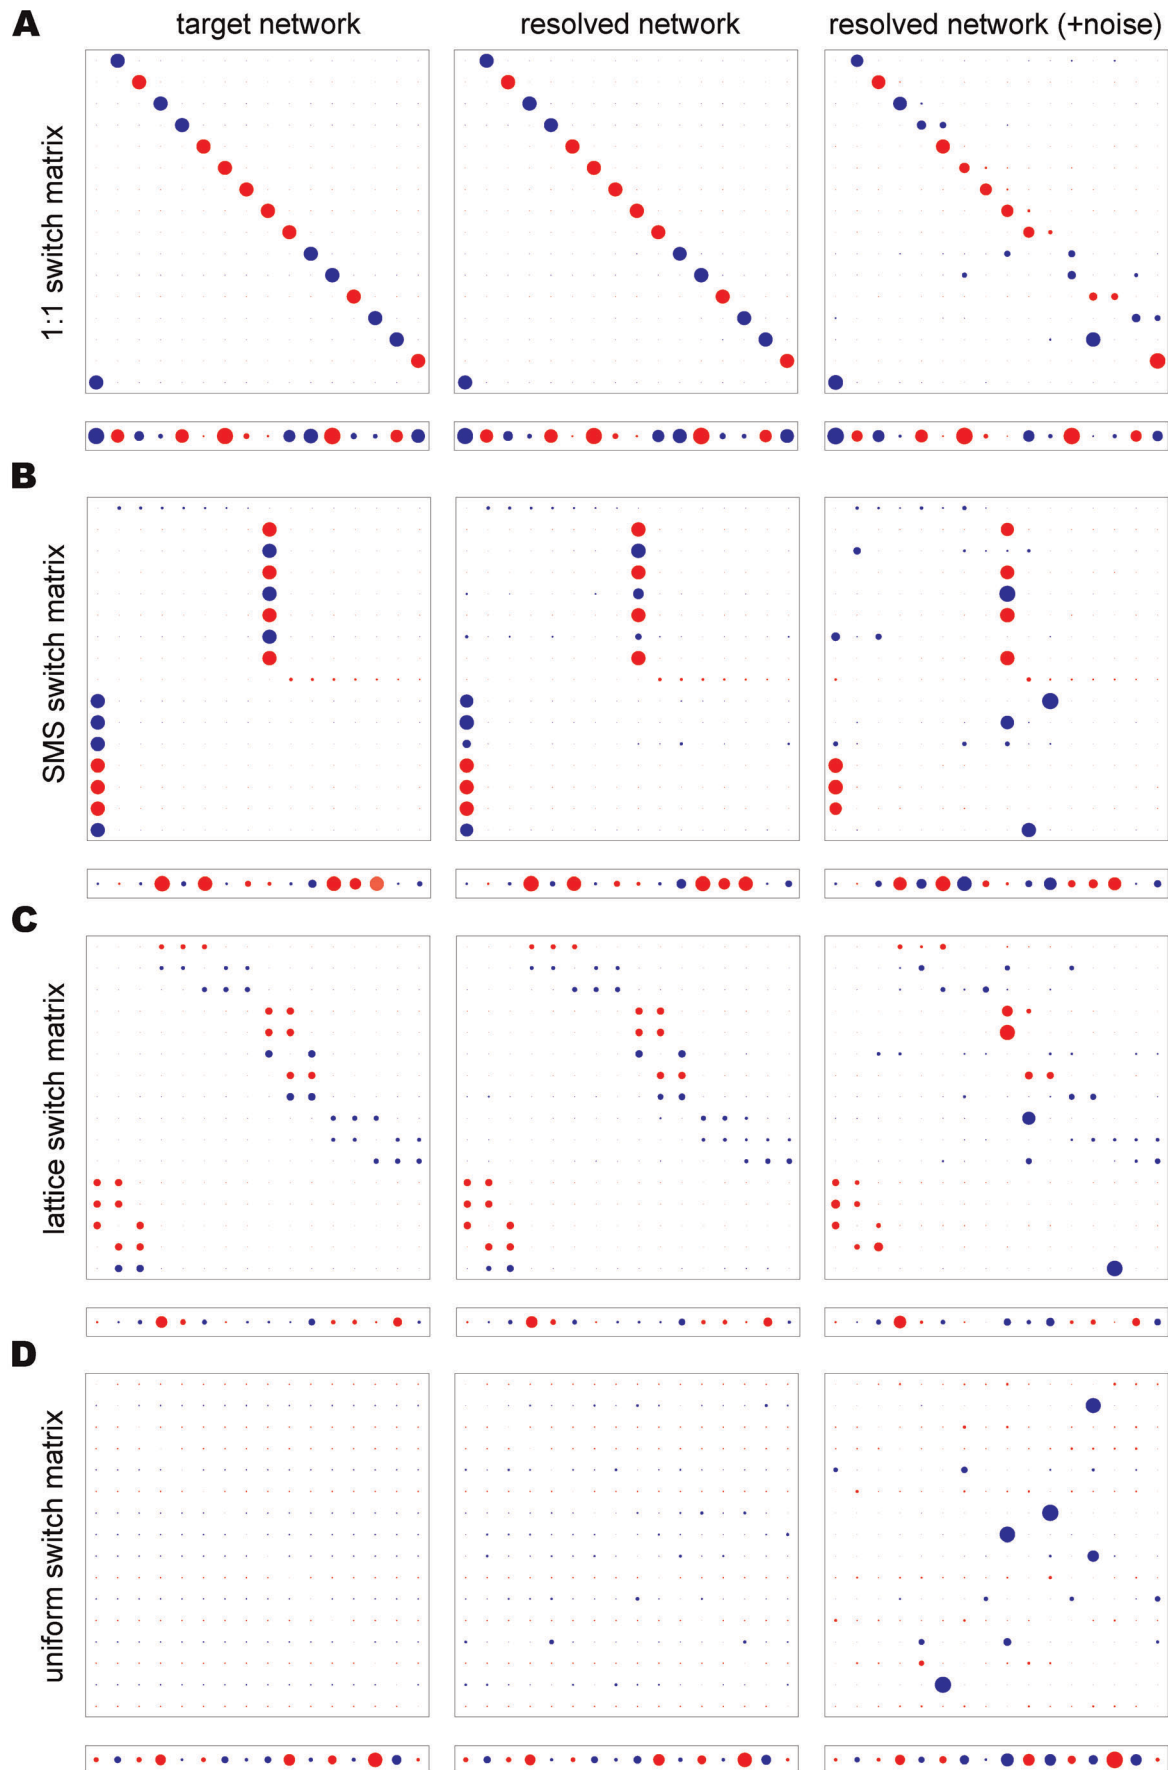 A
target network
resolved network
resolved network (+noise)
1:1 switch matrix
B
SMS switch matrix
C
lattice switch matrix
D
uniform switch matrix